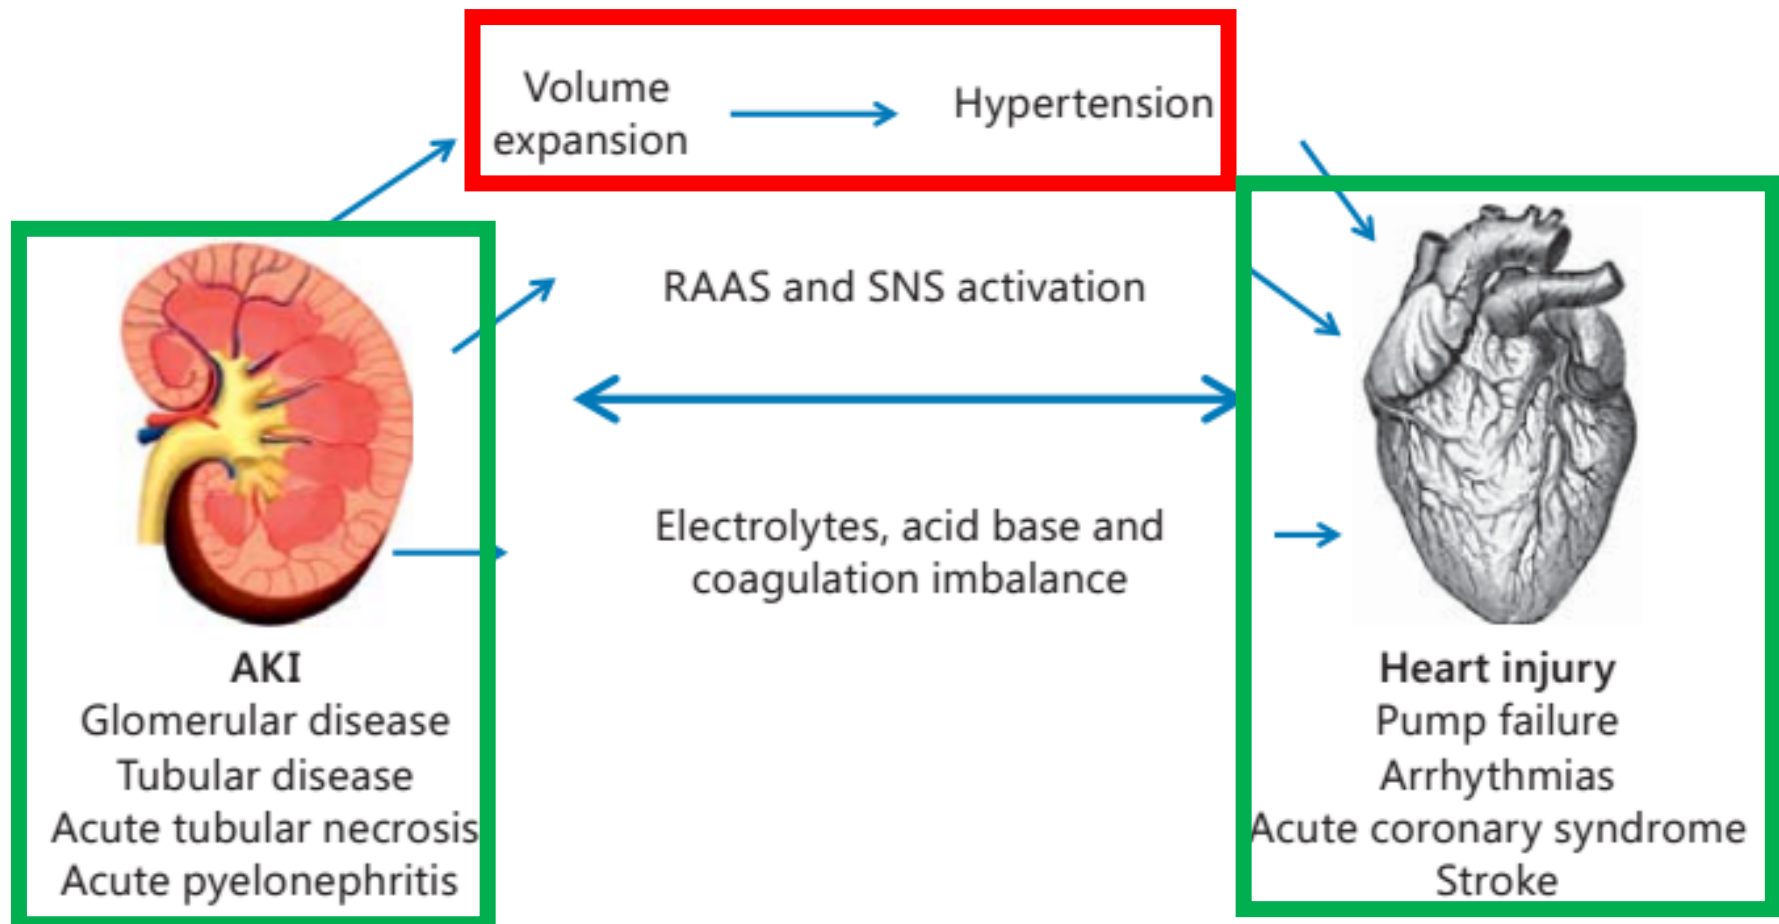 Volume
expansion
Hypertension
RAAS and SNS activation
Electrolytes, acid base and
coagulation imbalance
AKI
Glomerular disease
Tubular disease
Acute tubular necrosis
Acute pyelonephritis
Heart injury
Pump failure
Arrhythmias
Acute coronary syndrome
Stroke